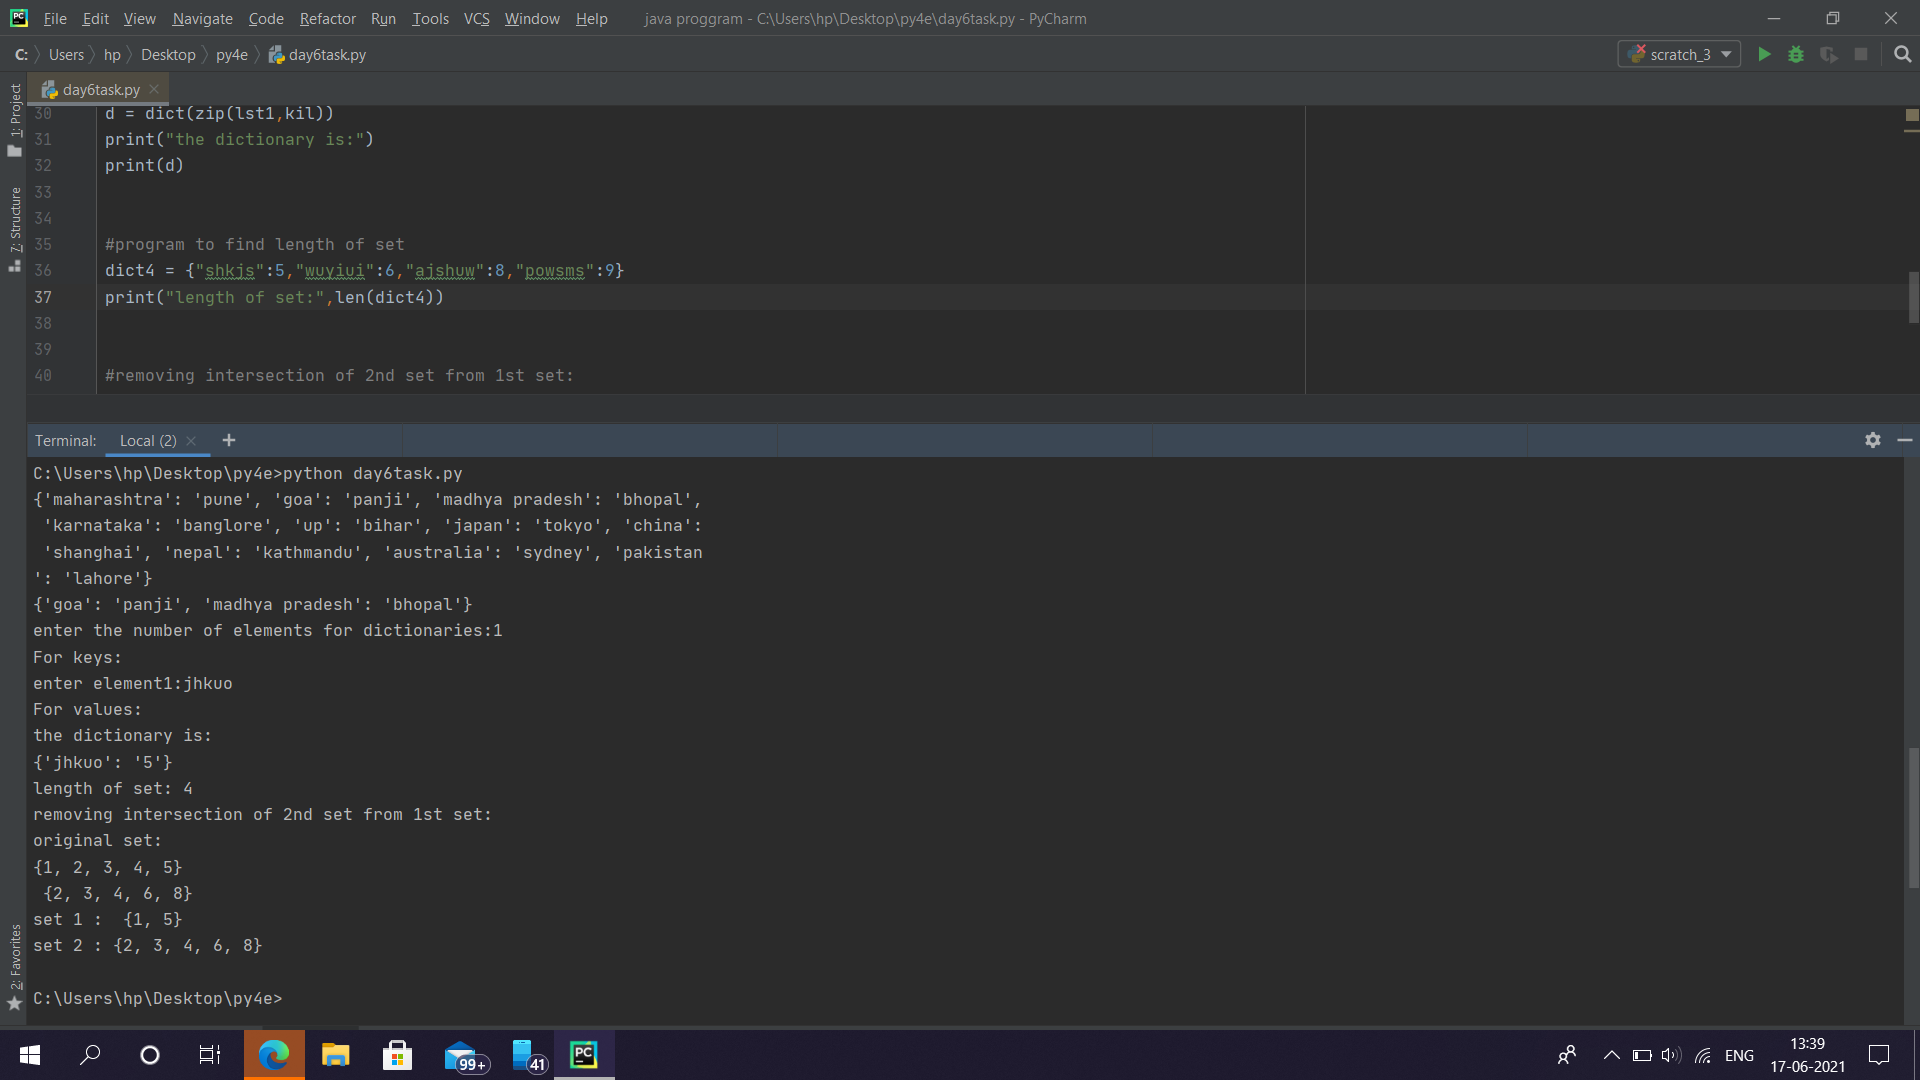 File Edit View Navigate Code Refactor Run Tools VCS Window Help java proggram - C:\Users\hp\Desktop\py4e\day6task.py - PyCharm
C: Users hp Desktop py4e day6task.py scratch_3
day6task.py
1: Project
7: Structure
2: Favorites
30 d = dict(zip(lst1,kil))
31 print("the dictionary is:")
32 print(d)
33
34
35 #program to find length of set
36 dict4 = {"shkjs":5,"wuyiui":6,"ajshuw":8,"powsms":9}
37 print("length of set:",len(dict4))
38
39
40 #removing intersection of 2nd set from 1st set:
Terminal: Local (2)
C:\Users\hp\Desktop\py4e>python day6task.py
{'maharashtra': 'pune', 'goa': 'panji', 'madhya pradesh': 'bhopal',
'karnataka': 'banglore', 'up': 'bihar', 'japan': 'tokyo', 'china':
'shanghai', 'nepal': 'kathmandu', 'australia': 'sydney', 'pakistan
': 'lahore'}
{'goa': 'panji', 'madhya pradesh': 'bhopal'}
enter the number of elements for dictionaries:1
For keys:
enter element1:jhkuo
For values:
the dictionary is:
{'jhkuo': '5'}
length of set: 4
removing intersection of 2nd set from 1st set:
original set:
{1, 2, 3, 4, 5}
{2, 3, 4, 6, 8}
set 1 :  {1, 5}
set 2 : {2, 3, 4, 6, 8}
C:\Users\hp\Desktop\py4e>
99+ 41 PC ENG 13:39
17-06-2021